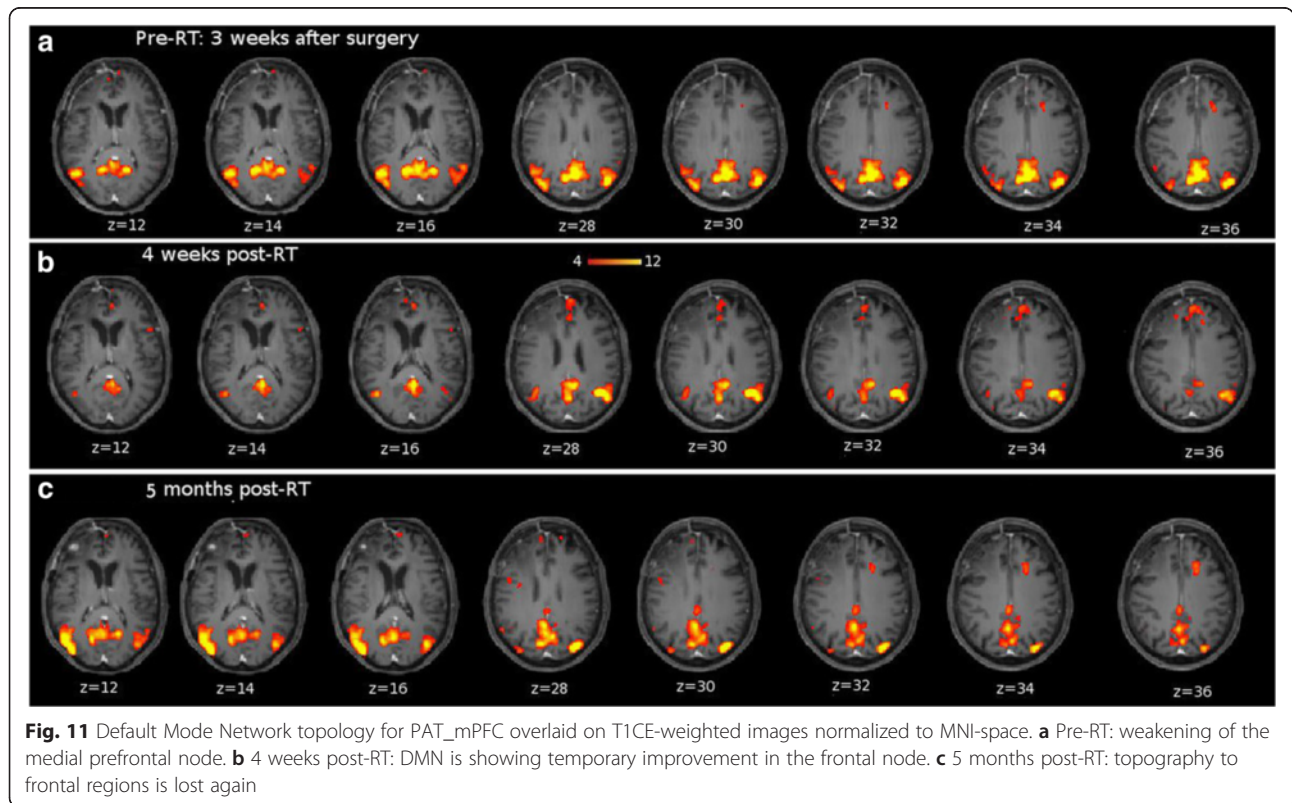 a Pre-RT: 3 weeks after surgery
z=12 z=14 z=16 z=28 z=30 z=32 z=34 z=36
b 4 weeks post-RT
4 12
z=12 z=14 z=16 z=28 z=30 z=32 z=34 z=36
c 5 months post-RT
z=12 z=14 z=16 z=28 z=30 z=32 z=34 z=36
Fig. 11 Default Mode Network topology for PAT_mPFC overlaid on T1CE-weighted images normalized to MNI-space. a Pre-RT: weakening of the
medial prefrontal node. b 4 weeks post-RT: DMN is showing temporary improvement in the frontal node. c 5 months post-RT: topography to
frontal regions is lost again